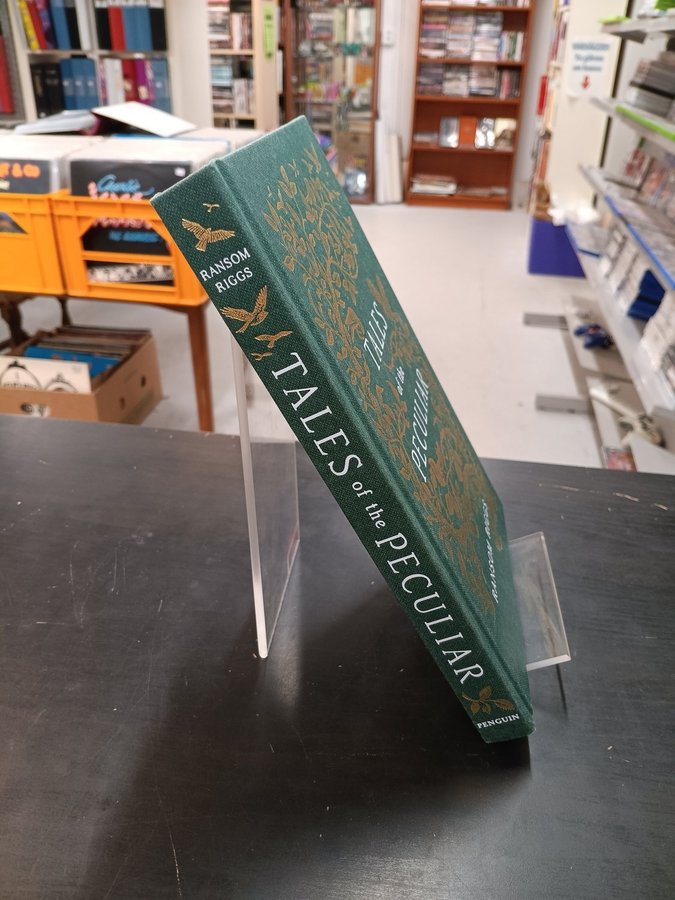 RANSOM
RIGGS
TALES of the PECULIAR
PENGUIN
TALES
of the
PECULIAR
RANSOM RIGGS